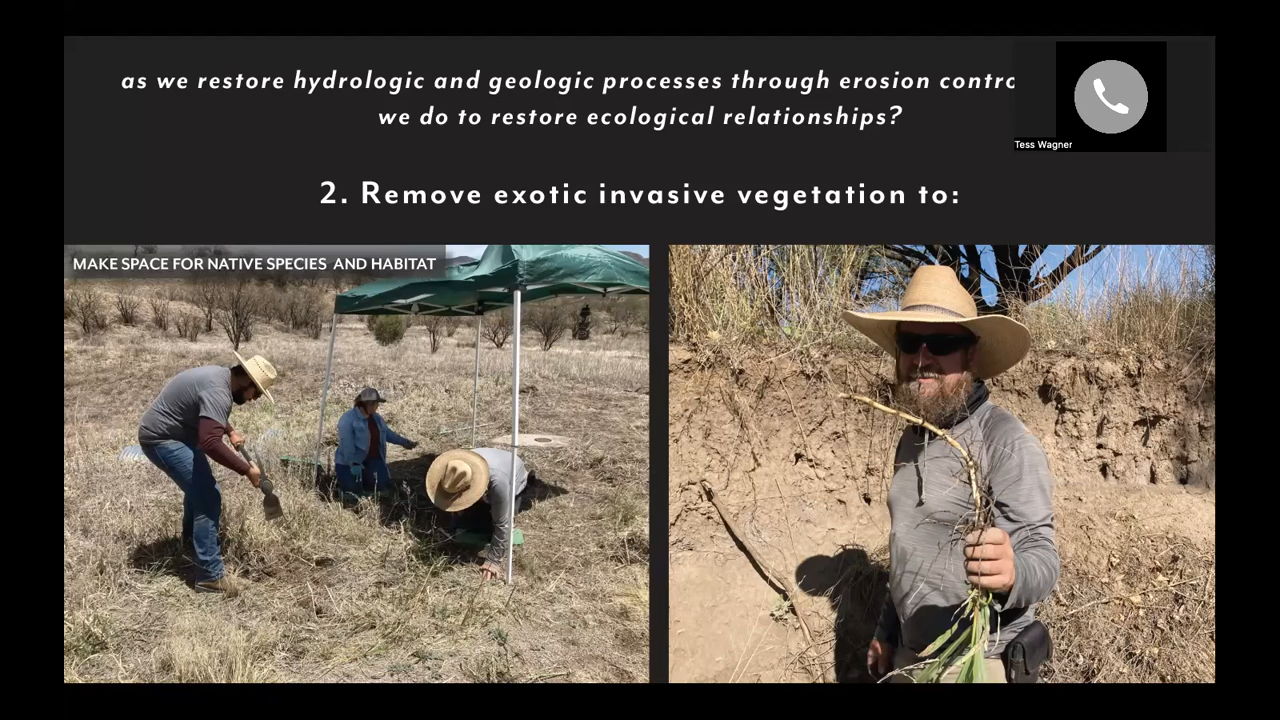 as we restore hydrologic and geologic processes through erosion contro
we do to restore ecological relationships?
Tess Wagner
2. Remove exotic invasive vegetation to:
MAKE SPACE FOR NATIVE SPECIES AND HABITAT